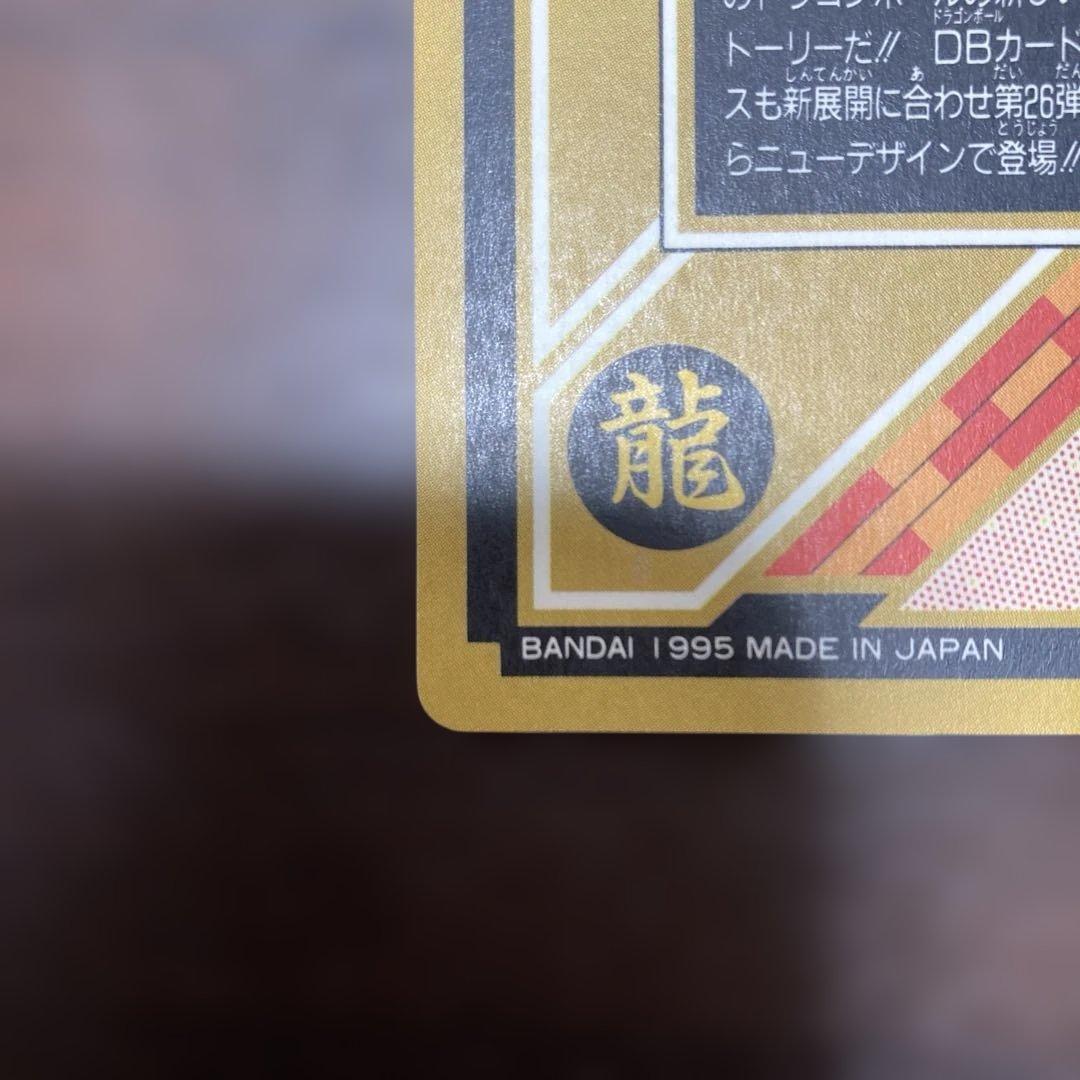 トーリーだ!! DBカード
スも新展開に合わせ第26弾
らニューデザインで登場!!
龍
BANDAI 1995 MADE IN JAPAN